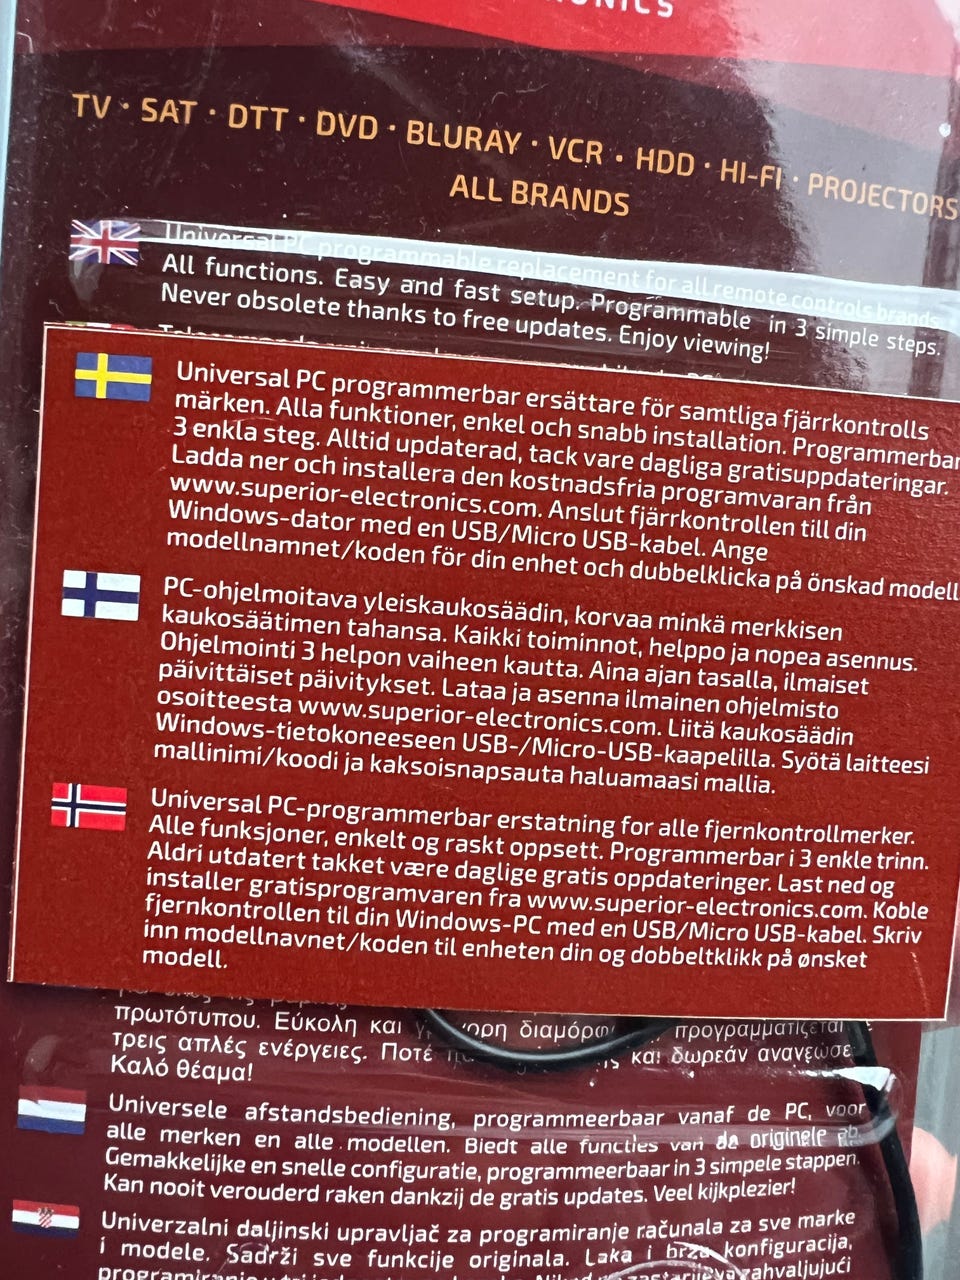 TV · SAT · DTT · DVD · BLURAY · VCR · HDD · HI-FI · PROJECTORS
ALL BRANDS
Universal PC programmable replacement for all remote controls brands.
All functions. Easy and fast setup. Programmable in 3 simple steps.
Never obsolete thanks to free updates. Enjoy viewing!
Universal PC programmerbar ersättare för samtliga fjärrkontrolls
märken. Alla funktioner, enkel och snabb installation. Programmerbar
3 enkla steg. Alltid updaterad, tack vare dagliga gratisuppdateringar.
Ladda ner och installera den kostnadsfria programvaran från
www.superior-electronics.com. Anslut fjärrkontrollen till din
Windows-dator med en USB/Micro USB-kabel. Ange
modellnamnet/koden för din enhet och dubbelklicka på önskad modell
PC-ohjelmoitava yleiskaukosäädin, korvaa minkä merkkisen
kaukosäätimen tahansa. Kaikki toiminnot, helppo ja nopea asennus.
Ohjelmointi 3 helpon vaiheen kautta. Aina ajan tasalla, ilmaiset
päivittäiset päivitykset. Lataa ja asenna ilmainen ohjelmisto
osoitteesta www.superior-electronics.com. Liitä kaukosäädin
Windows-tietokoneeseen USB-/Micro-USB-kaapelilla. Syötä laitteesi
mallinimi/koodi ja kaksoisnapsauta haluamaasi mallia.
Universal PC-programmerbar erstatning for alle fjernkontrollmerker.
Alle funksjoner, enkelt og raskt oppsett. Programmerbar i 3 enkle trinn.
Aldri utdatert takket være daglige gratis oppdateringer. Last ned og
installer gratisprogramvaren fra www.superior-electronics.com. Koble
fjernkontrollen til din Windows-PC med en USB/Micro USB-kabel. Skriv
inn modellnavnet/koden til enheten din og dobbeltklikk på ønsket
modell.
πρωτότυπου. Εύκολη και προγραμματίζεται
τρεις απλές ενέργειες. Ποτέ και δωρεάν
Καλό θέαμα!
Universele afstandsbediening, programmeerbaar vanaf de PC, voor
alle merken en alle modellen. Biedt alle functies van de originele
Gemakkelijke en snelle configuratie, programmeerbaar in 3 simpele stappen.
Kan nooit verouderd raken dankzij de gratis updates. Veel kijkplezier!
Univerzalni daljinski upravljač za programiranje računala za sve marke
i modele. Sadrži sve funkcije originala. Laka i brza konfiguracija,